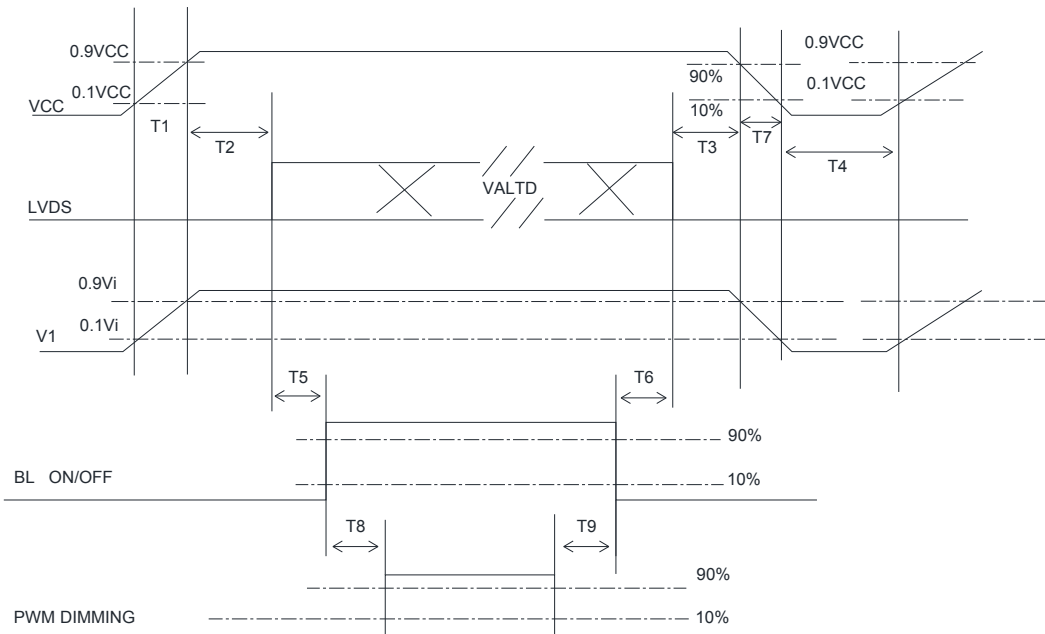 0.9VCC
0.9VCC
90%
0.1VCC
0.1VCC
VCC
10%
T1
T2
T3
T7
T4
VALTD
LVDS
0.9Vi
0.1Vi
V1
T5
T6
90%
BL ON/OFF
10%
T8
T9
90%
PWM DIMMING
10%